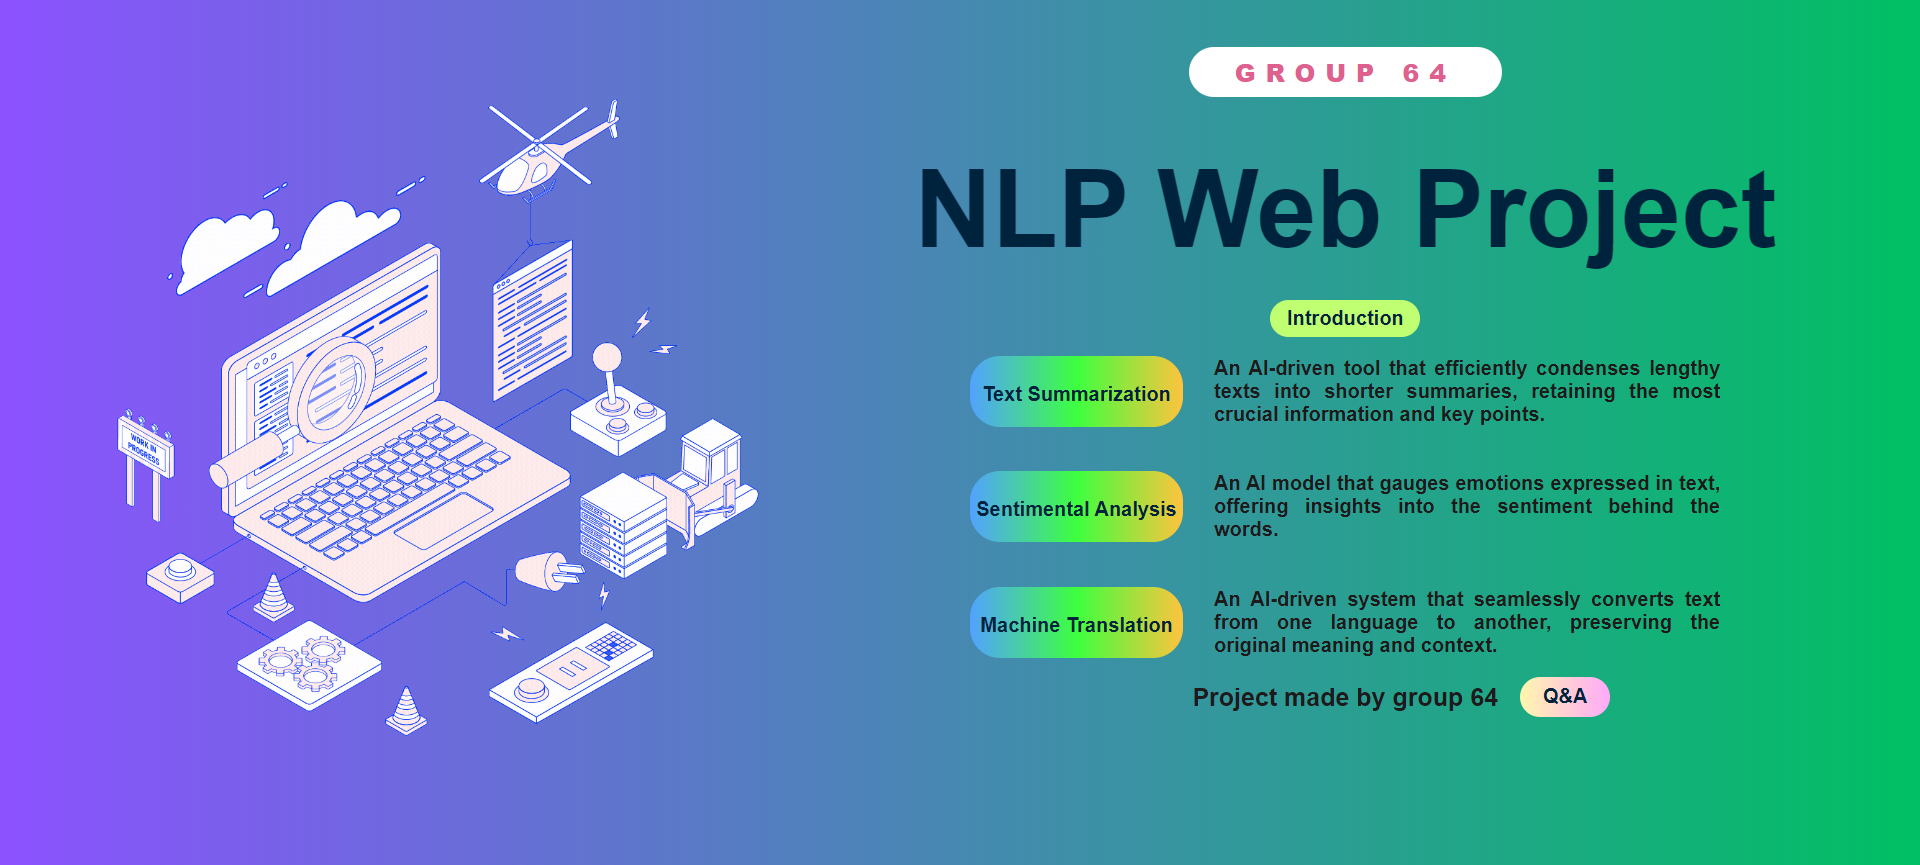 GROUP 64
NLP Web Project
Introduction
Text Summarization
An AI-driven tool that efficiently condenses lengthy
texts into shorter summaries, retaining the most
crucial information and key points.
Sentimental Analysis
An AI model that gauges emotions expressed in text,
offering insights into the sentiment behind the
words.
Machine Translation
An AI-driven system that seamlessly converts text
from one language to another, preserving the
original meaning and context.
Project made by group 64
Q&A
WORK IN
PROGRESS